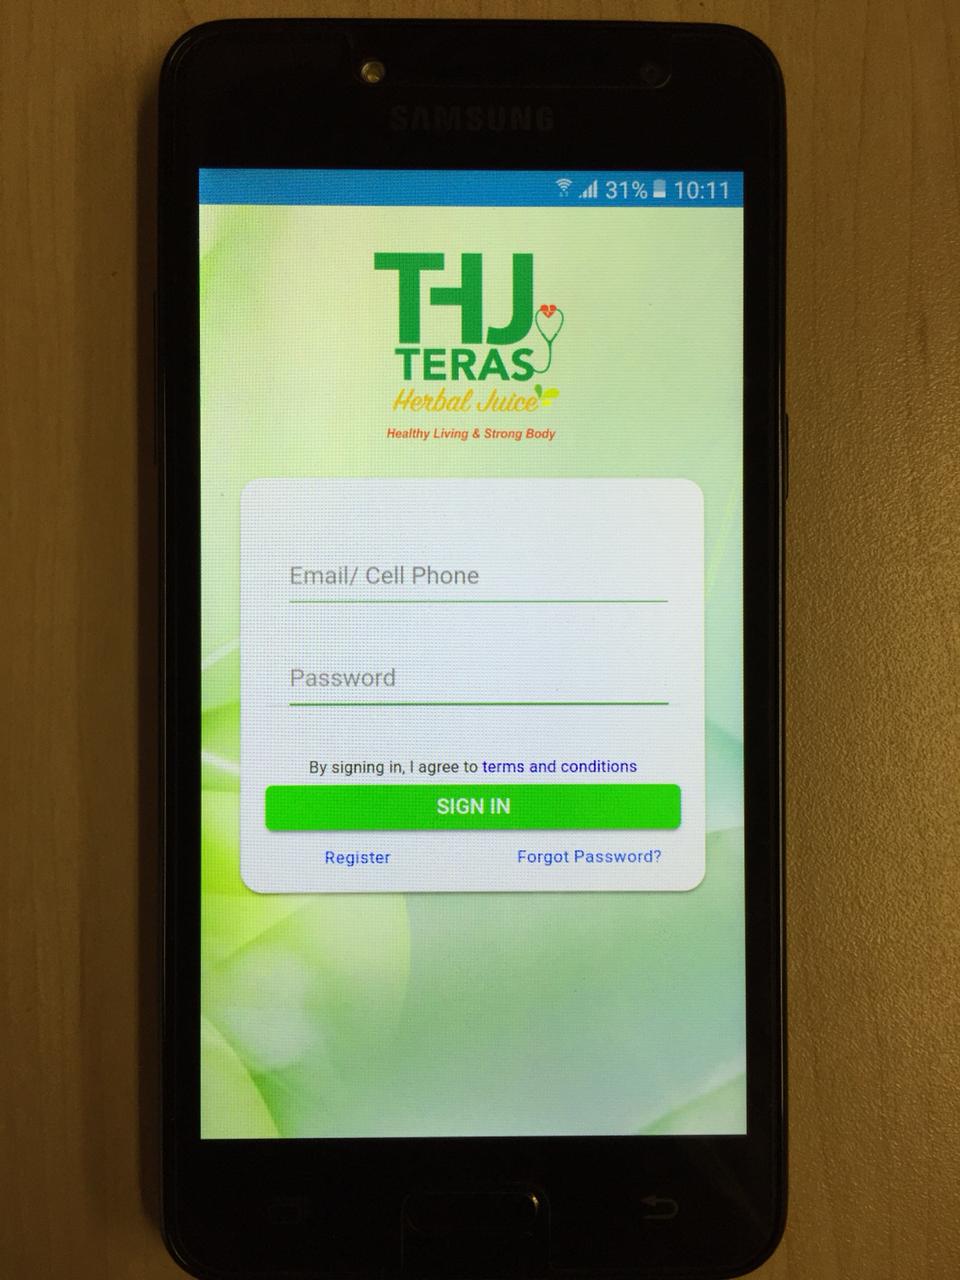 SAMSUNG
31% 10:11
THJ
TERAS
Herbal Juice
Healthy Living & Strong Body
Email/ Cell Phone
Password
By signing in, I agree to terms and conditions
SIGN IN
Register Forgot Password?